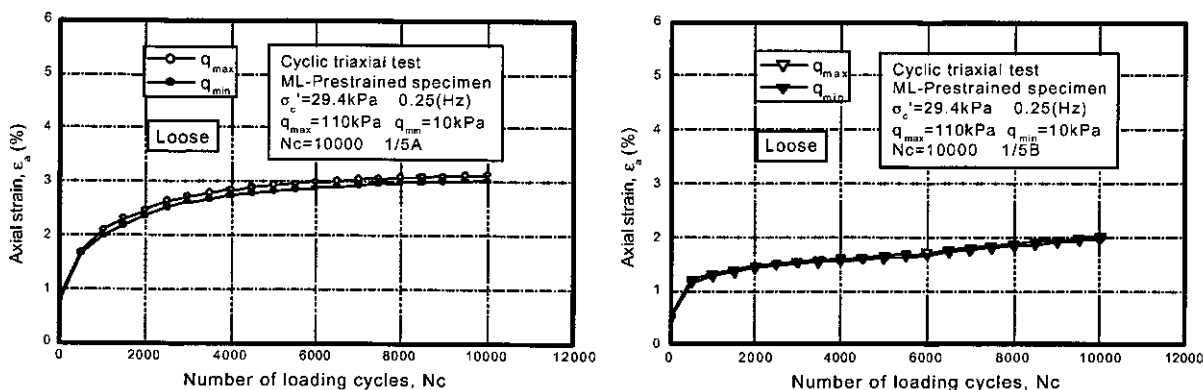 6
5
4
3
2
1
0
Axial strain, εa (%)
qmax
qmin
Loose
Cyclic triaxial test
ML-Prestrained specimen
σc'=29.4kPa 0.25(Hz)
qmax=110kPa qmin=10kPa
Nc=10000 1/5A
0 2000 4000 6000 8000 10000 12000
Number of loading cycles, Nc
6
5
4
3
2
1
0
Axial strain, εa (%)
qmax
qmin
Loose
Cyclic triaxial test
ML-Prestrained specimen
σc'=29.4kPa 0.25(Hz)
qmax=110kPa qmin=10kPa
Nc=10000 1/5B
0 2000 4000 6000 8000 10000 12000
Number of loading cycles, Nc